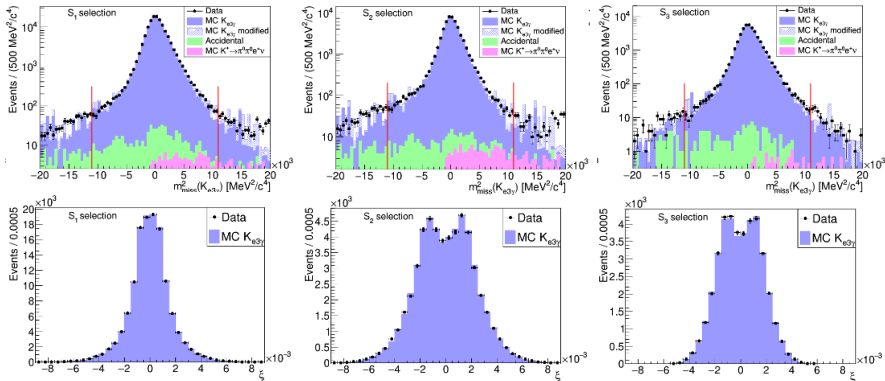 S1 selection
Data
MC Ke3γ
MC Ke3γ modified
Accidental
MC K⁺→π⁰π⁰e⁺ν
Events / (500 MeV²/c⁴)
10⁴
10³
10²
10
−20 −15 −10 −5 0 5 10 15 20
×10³
m²miss(Ke3γ) [MeV²/c⁴]
S2 selection
Data
MC Ke3γ
MC Ke3γ modified
Accidental
MC K⁺→π⁰π⁰e⁺ν
Events / (500 MeV²/c⁴)
10⁴
10³
10²
10
1
−20 −15 −10 −5 0 5 10 15 20
×10³
m²miss(Ke3γ) [MeV²/c⁴]
S3 selection
Data
MC Ke3γ
MC Ke3γ modified
Accidental
MC K⁺→π⁰π⁰e⁺ν
Events / (500 MeV²/c⁴)
10³
10²
10
1
−20 −15 −10 −5 0 5 10 15 20
×10³
m²miss(Ke3γ) [MeV²/c⁴]
×10³
S1 selection
Data
MC Ke3γ
Events / 0.0005
20
18
16
14
12
10
8
6
4
2
0
−8 −6 −4 −2 0 2 4 6 8
×10⁻³
ξ
×10³
S2 selection
Data
MC Ke3γ
Events / 0.0005
4.5
4
3.5
3
2.5
2
1.5
1
0.5
0
−8 −6 −4 −2 0 2 4 6 8
×10⁻³
ξ
×10³
S3 selection
Data
MC Ke3γ
Events / 0.0005
4.5
4
3.5
3
2.5
2
1.5
1
0.5
0
−8 −6 −4 −2 0 2 4 6 8
×10⁻³
ξ